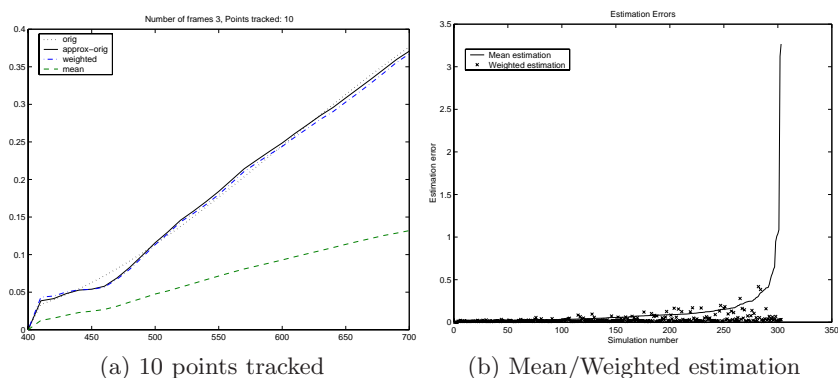 Number of frames 3, Points tracked: 10
0.4
0.35
0.3
0.25
0.2
0.15
0.1
0.05
0
orig
approx-orig
weighted
mean
400 450 500 550 600 650 700
(a) 10 points tracked
Estimation Errors
3.5
3
2.5
2
1.5
1
0.5
0
Estimation error
Mean estimation
Weighted estimation
0 50 100 150 200 250 300 350 400
Simulation number
(b) Mean/Weighted estimation